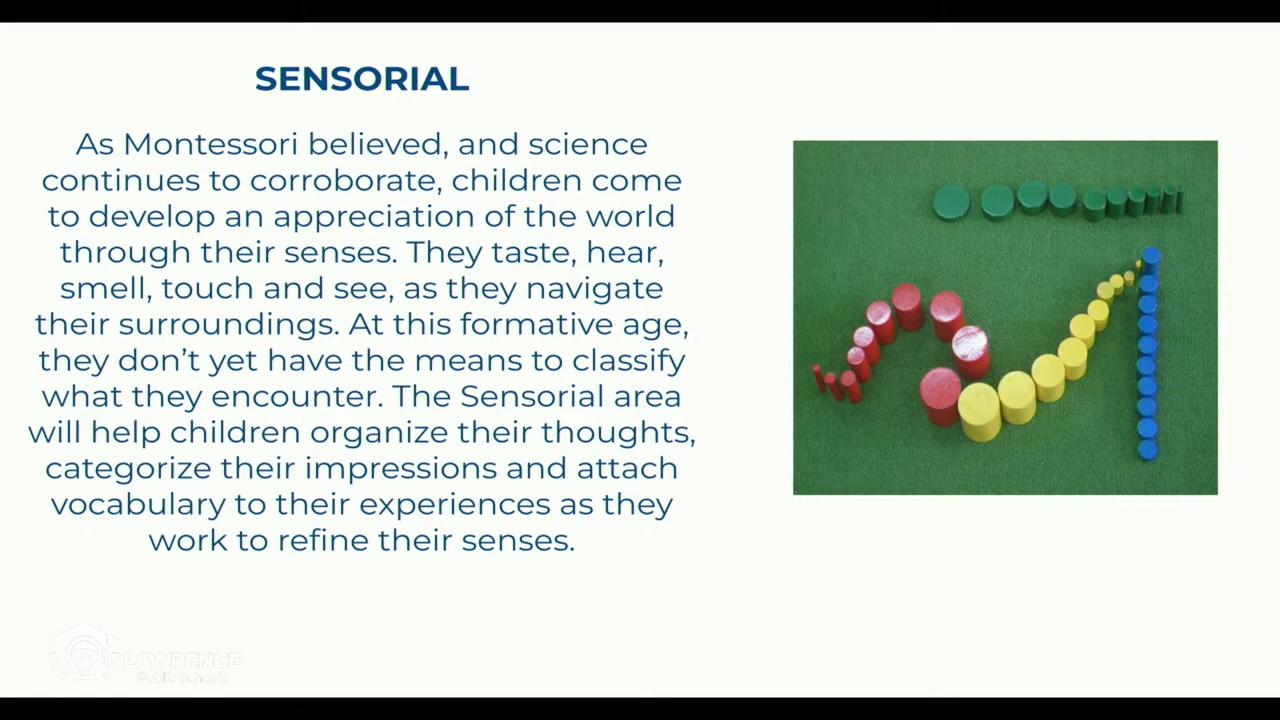 SENSORIAL
As Montessori believed, and science
continues to corroborate, children come
to develop an appreciation of the world
through their senses. They taste, hear,
smell, touch and see, as they navigate
their surroundings. At this formative age,
they don’t yet have the means to classify
what they encounter. The Sensorial area
will help children organize their thoughts,
categorize their impressions and attach
vocabulary to their experiences as they
work to refine their senses.
LAWRENCE
Public Schools